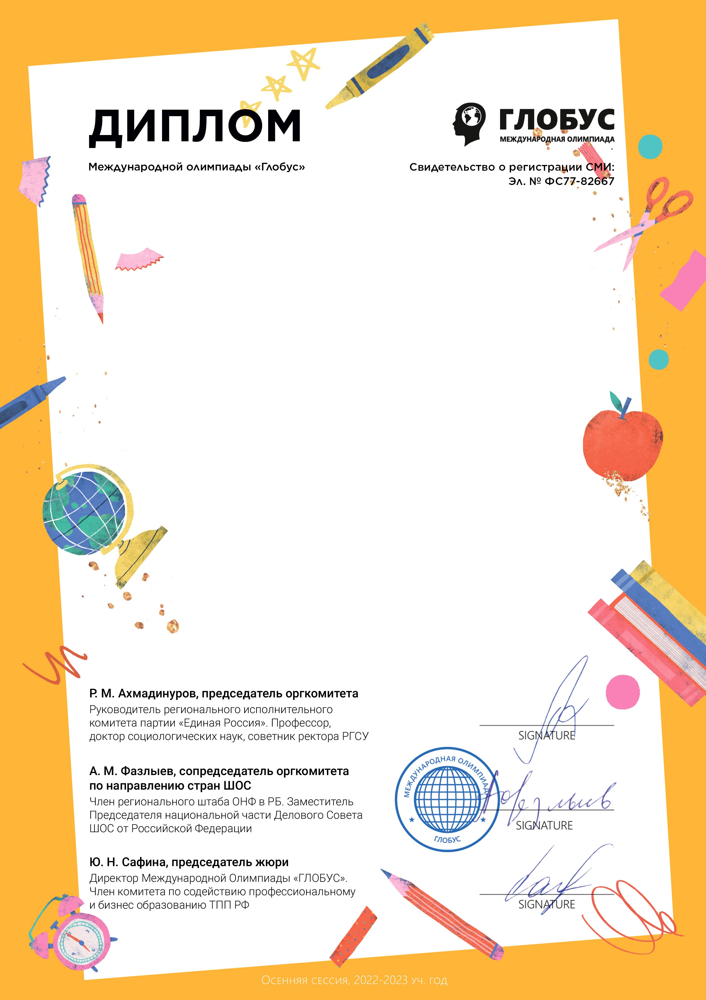 ДИПЛОМ
Международной олимпиады «Глобус»
ГЛОБУС
МЕЖДУНАРОДНАЯ ОЛИМПИАДА
Свидетельство о регистрации СМИ:
Эл. № ФС77-82667
Р. М. Ахмадинуров, председатель оргкомитета
Руководитель регионального исполнительного
комитета партии «Единая Россия». Профессор,
доктор социологических наук, советник ректора РГСУ
SIGNATURE
А. М. Фазлыев, сопредседатель оргкомитета
по направлению стран ШОС
Член регионального штаба ОНФ в РБ. Заместитель
Председателя национальной части Делового Совета
ШОС от Российской Федерации
МЕЖДУНАРОДНАЯ ОЛИМПИАДА
ГЛОБУС
SIGNATURE
Ю. Н. Сафина, председатель жюри
Директор Международной Олимпиады «ГЛОБУС».
Член комитета по содействию профессиональному
и бизнес образованию ТПП РФ
SIGNATURE
Осенняя сессия, 2022-2023 уч. год